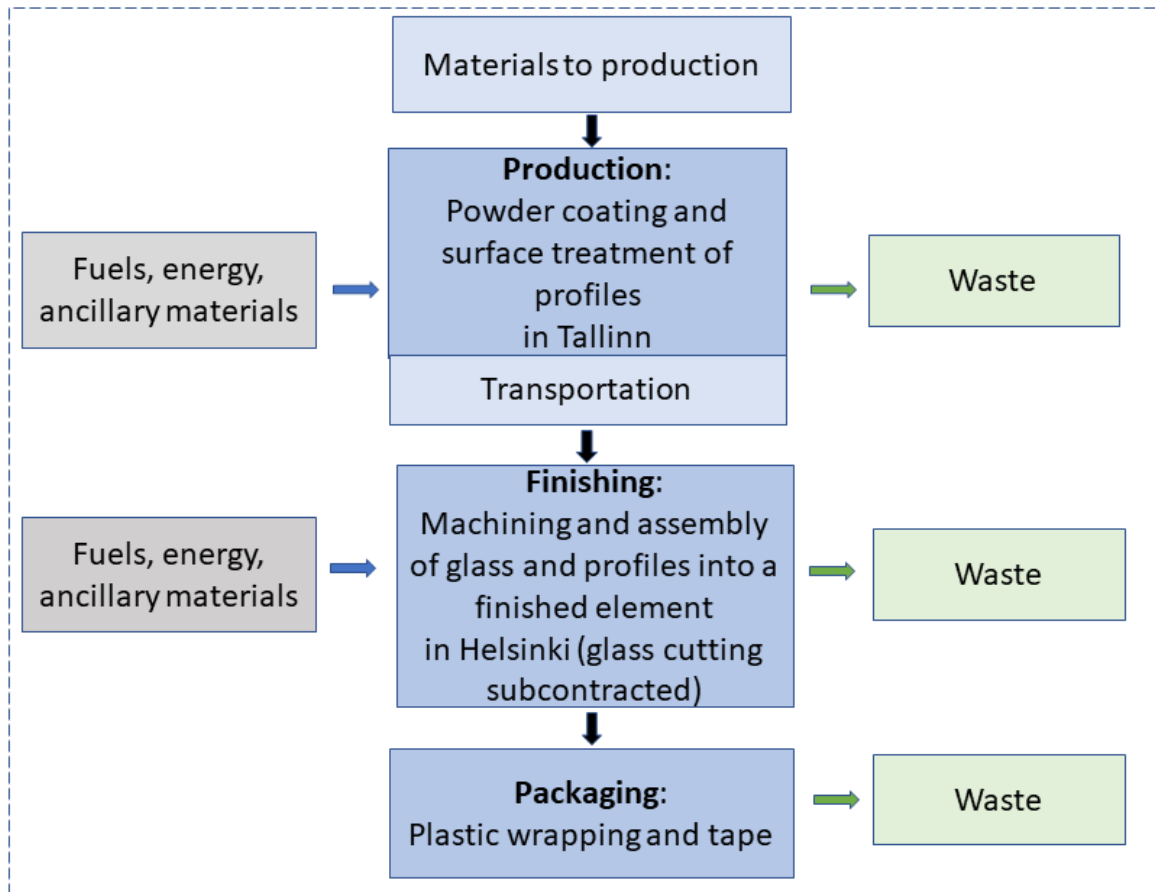 Materials to production
Production:
Powder coating and
surface treatment of
profiles
in Tallinn
Fuels, energy,
ancillary materials
Waste
Transportation
Finishing:
Machining and assembly
of glass and profiles into a
finished element
in Helsinki (glass cutting
subcontracted)
Fuels, energy,
ancillary materials
Waste
Packaging:
Plastic wrapping and tape
Waste